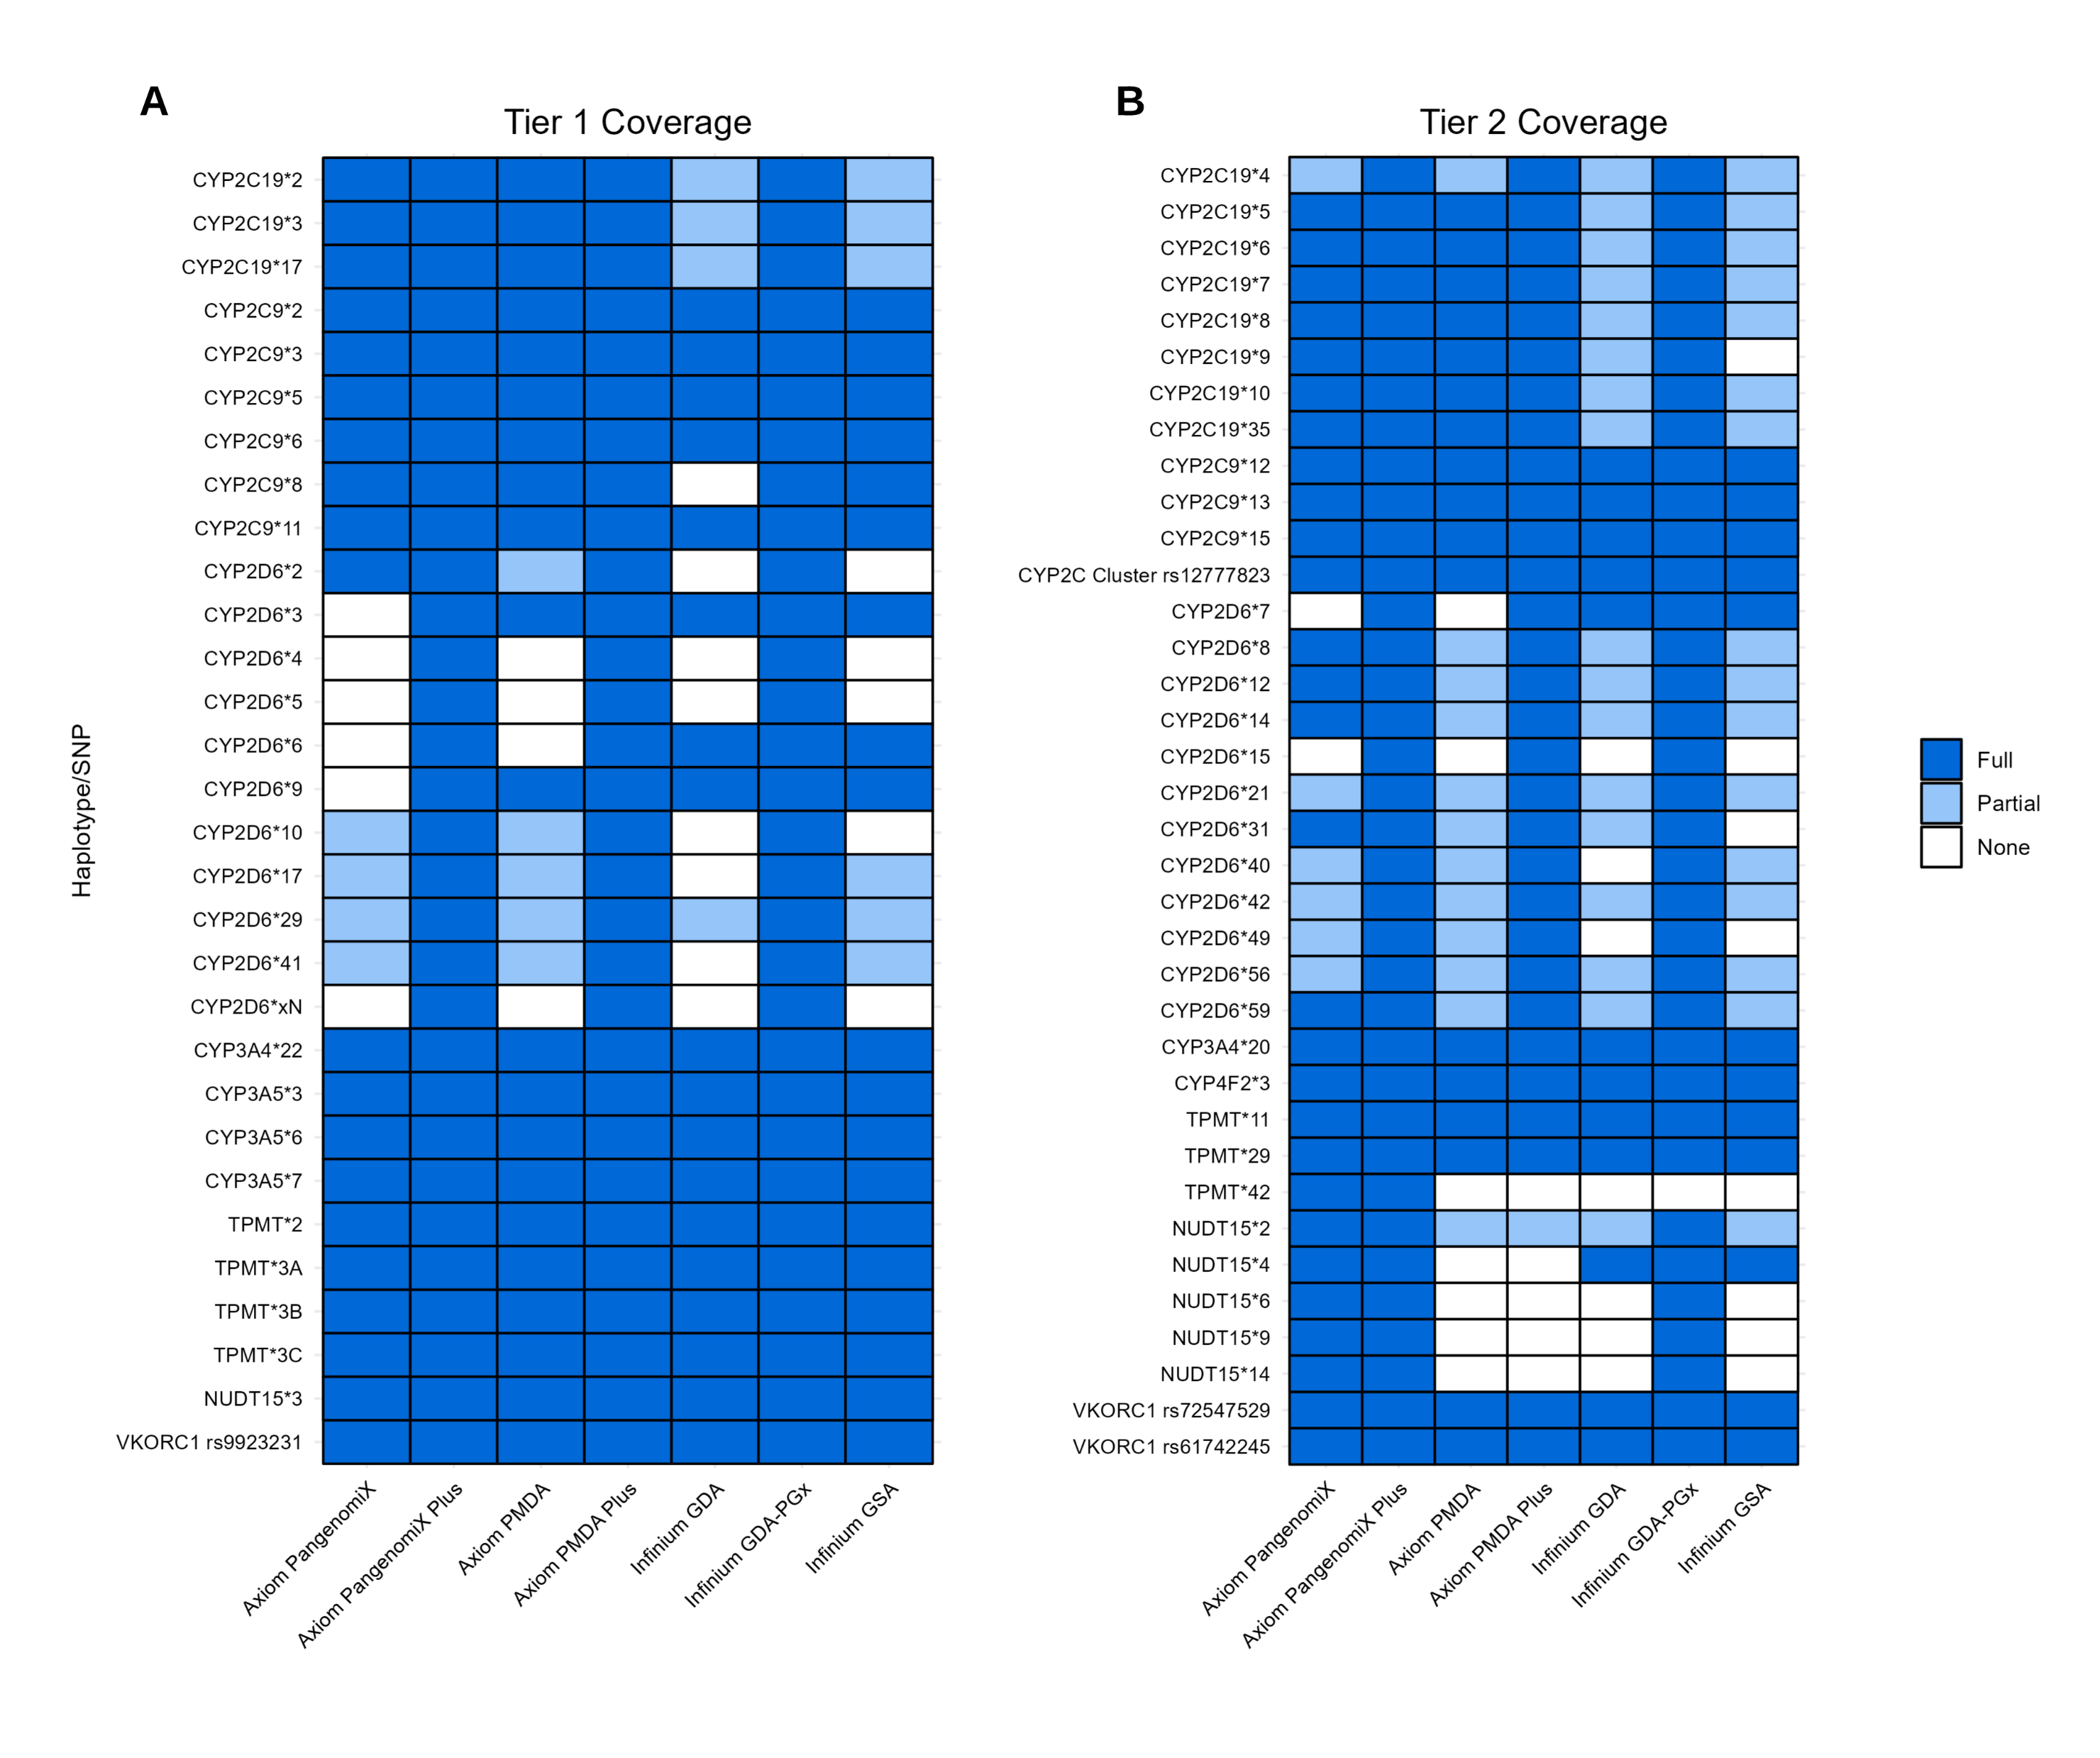 A
Tier 1 Coverage
CYP2C19*2
CYP2C19*3
CYP2C19*17
CYP2C9*2
CYP2C9*3
CYP2C9*5
CYP2C9*6
CYP2C9*8
CYP2C9*11
CYP2D6*2
CYP2D6*3
CYP2D6*4
CYP2D6*5
CYP2D6*6
CYP2D6*9
CYP2D6*10
CYP2D6*17
CYP2D6*29
CYP2D6*41
CYP2D6*xN
CYP3A4*22
CYP3A5*3
CYP3A5*6
CYP3A5*7
TPMT*2
TPMT*3A
TPMT*3B
TPMT*3C
NUDT15*3
VKORC1 rs9923231
Haplotype/SNP
Axiom PangenomiX
Axiom PangenomiX Plus
Axiom PMDA
Axiom PMDA Plus
Infinium GDA
Infinium GDA-PGx
Infinium GSA
B
Tier 2 Coverage
CYP2C19*4
CYP2C19*5
CYP2C19*6
CYP2C19*7
CYP2C19*8
CYP2C19*9
CYP2C19*10
CYP2C19*35
CYP2C9*12
CYP2C9*13
CYP2C9*15
CYP2C Cluster rs12777823
CYP2D6*7
CYP2D6*8
CYP2D6*12
CYP2D6*14
CYP2D6*15
CYP2D6*21
CYP2D6*31
CYP2D6*40
CYP2D6*42
CYP2D6*49
CYP2D6*56
CYP2D6*59
CYP3A4*20
CYP4F2*3
TPMT*11
TPMT*29
TPMT*42
NUDT15*2
NUDT15*4
NUDT15*6
NUDT15*9
NUDT15*14
VKORC1 rs72547529
VKORC1 rs61742245
Axiom PangenomiX
Axiom PangenomiX Plus
Axiom PMDA
Axiom PMDA Plus
Infinium GDA
Infinium GDA-PGx
Infinium GSA
Full
Partial
None